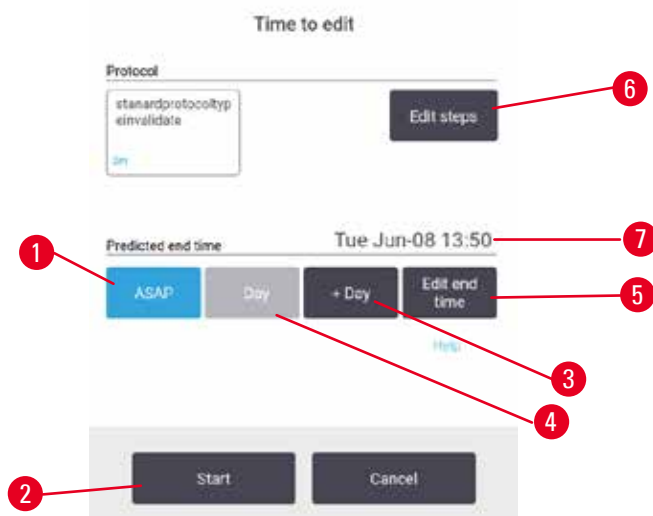 Time to edit
Protocol
stanardprotocoltyp
einvalidate
Edit steps
6
Predicted end time
Tue Jun-08 13:50
7
1
ASAP
Day
+ Day
Edit end
time
5
Help
3
4
Start
Cancel
2